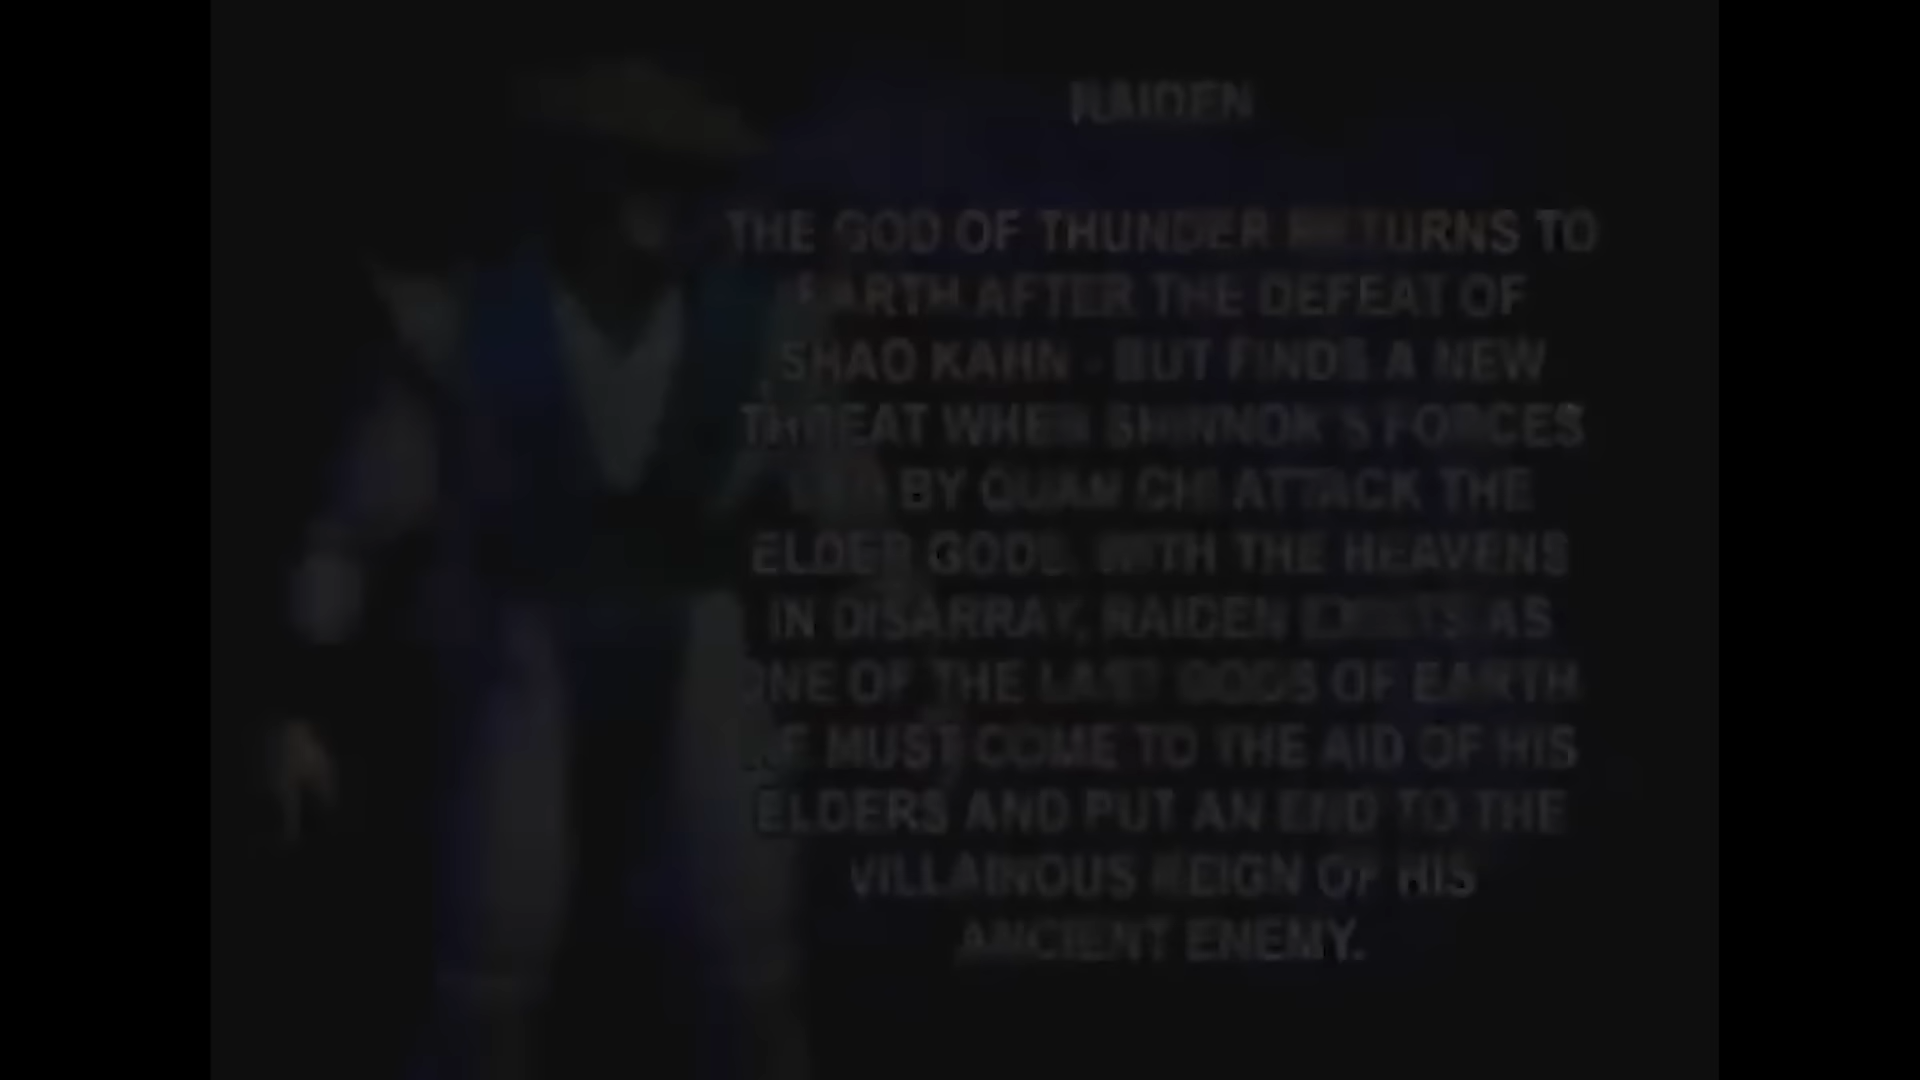 RAIDEN
THE GOD OF THUNDER RETURNS TO
EARTH AFTER THE DEFEAT OF
SHAO KAHN - BUT FINDS A NEW
THREAT WHEN SHINNOK'S FORCES
LED BY QUAN CHI ATTACK THE
ELDER GODS. WITH THE HEAVENS
IN DISARRAY, RAIDEN EXISTS AS
ONE OF THE LAST GODS OF EARTH
HE MUST COME TO THE AID OF HIS
ELDERS AND PUT AN END TO THE
VILLAINOUS REIGN OF HIS
ANCIENT ENEMY.